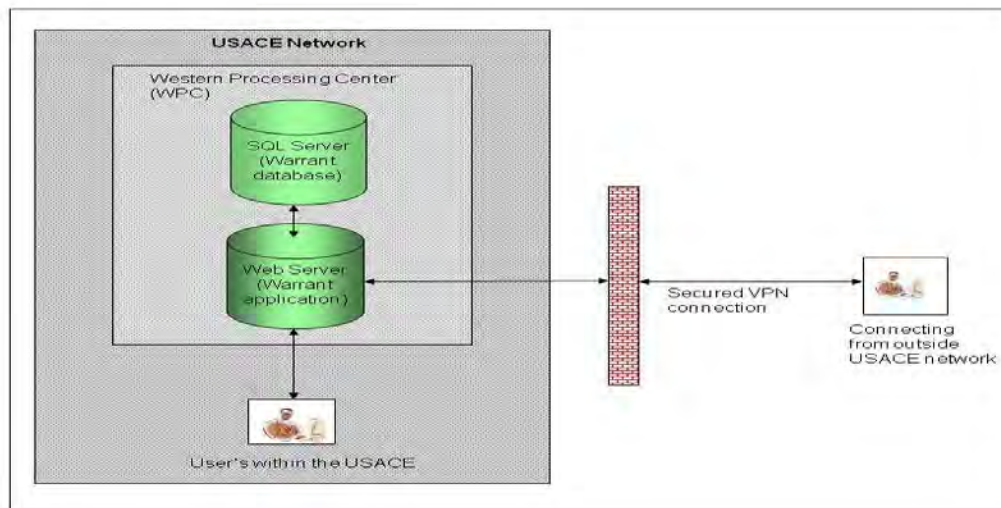 USACE Network
Western Processing Center
(WPC)
SQL Server
(Warrant
database)
Web Server
(Warrant
application)
Secured VPN
connection
Connecting
from outside
USACE network
User's within the USACE